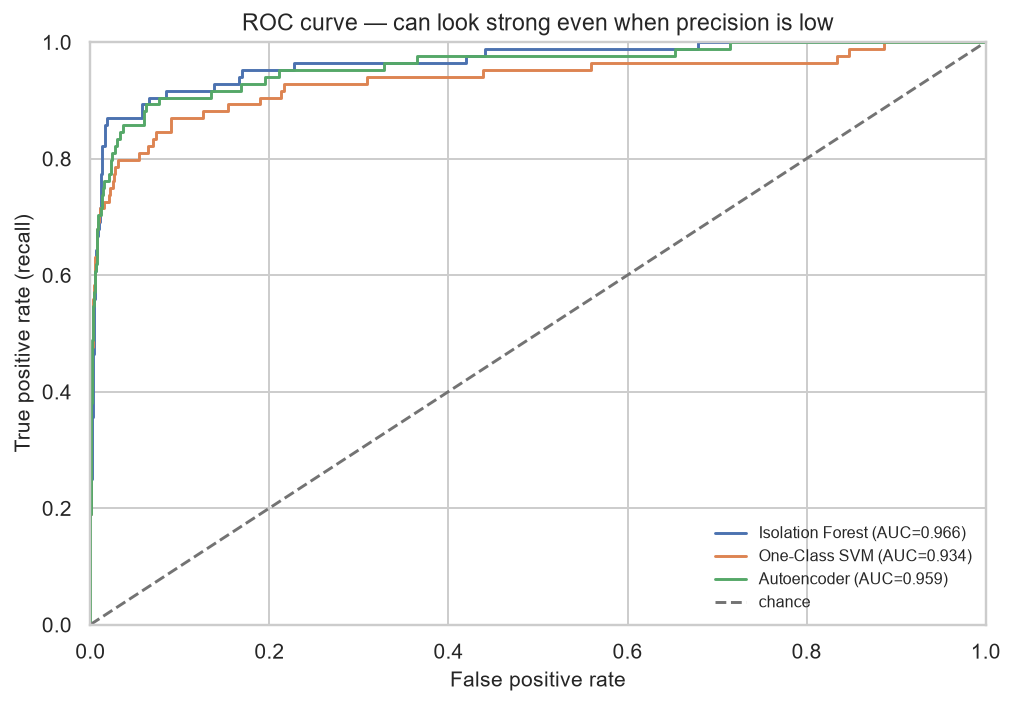 ROC curve — can look strong even when precision is low
1.0
0.8
0.6
0.4
0.2
0.0
True positive rate (recall)
Isolation Forest (AUC=0.966)
One-Class SVM (AUC=0.934)
Autoencoder (AUC=0.959)
chance
0.0 0.2 0.4 0.6 0.8 1.0
False positive rate